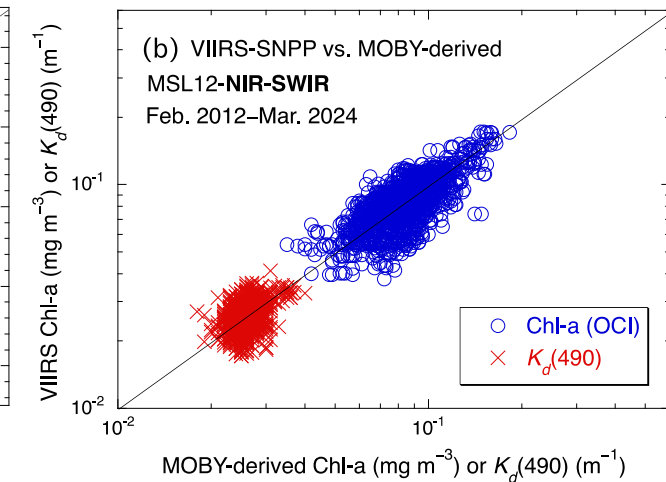 (b) VIIRS-SNPP vs. MOBY-derived
MSL12-NIR-SWIR
Feb. 2012–Mar. 2024
VIIRS Chl-a (mg m⁻³) or K_d(490) (m⁻¹)
10⁻¹
10⁻²
Chl-a (OCI)
K_d(490)
10⁻² 10⁻¹
MOBY-derived Chl-a (mg m⁻³) or K_d(490) (m⁻¹)